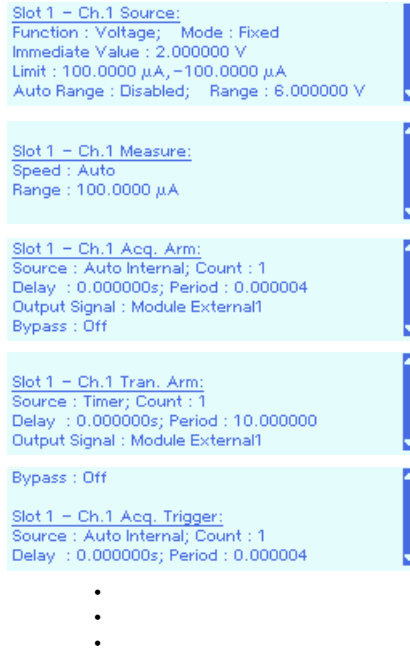 Slot 1 – Ch.1 Source:
Function : Voltage;   Mode : Fixed
Immediate Value : 2.000000 V
Limit : 100.0000 µA, −100.0000 µA
Auto Range : Disabled;   Range : 6.000000 V
Slot 1 – Ch.1 Measure:
Speed : Auto
Range : 100.0000 µA
Slot 1 – Ch.1 Acq. Arm:
Source : Auto Internal; Count : 1
Delay : 0.000000s; Period : 0.000004
Output Signal : Module External1
Bypass : Off
Slot 1 – Ch.1 Tran. Arm:
Source : Timer; Count : 1
Delay : 0.000000s; Period : 10.000000
Output Signal : Module External1
Bypass : Off
Slot 1 – Ch.1 Acq. Trigger:
Source : Auto Internal; Count : 1
Delay : 0.000000s; Period : 0.000004